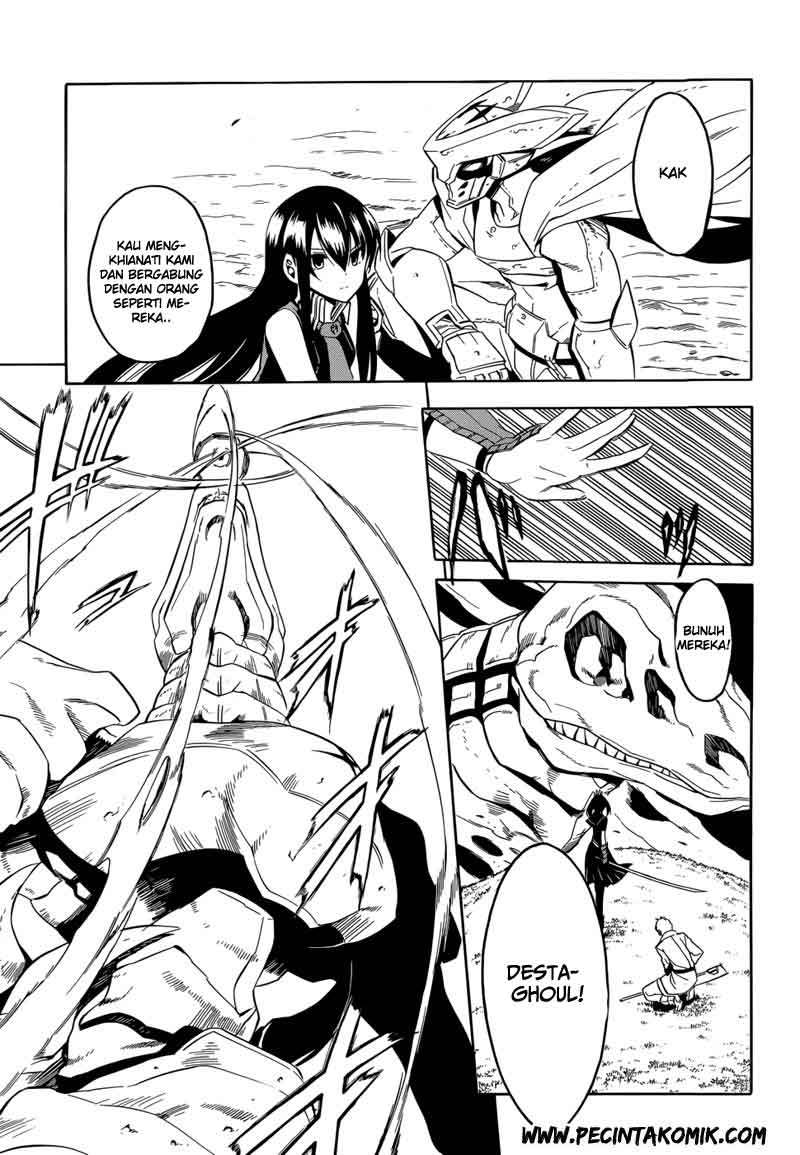 KAK
KAU MENG-
KHIANATI KAMI
DAN BERGABUNG
DENGAN ORANG
SEPERTI ME-
REKA..
BUNUH
MEREKA!
DESTA-
GHOUL!
WWW.PECINTAKOMIK.COM